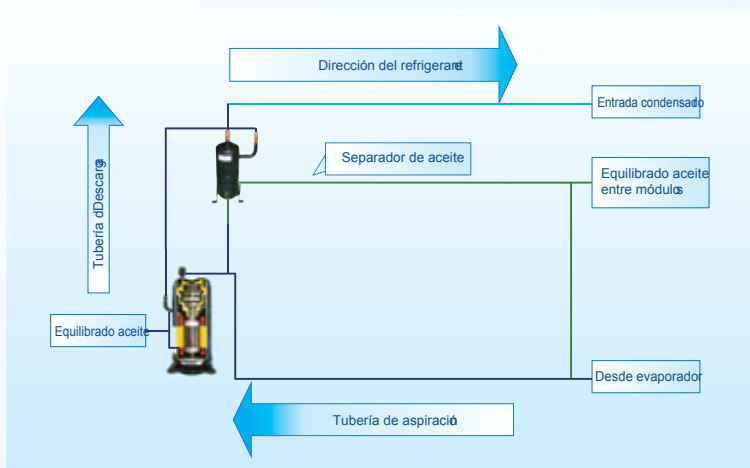 Dirección del refrigerante
Entrada condensado
Separador de aceite
Equilibrado aceite
entre módulos
Tubería dDescarg
Equilibrado aceite
Desde evaporador
Tubería de aspiració